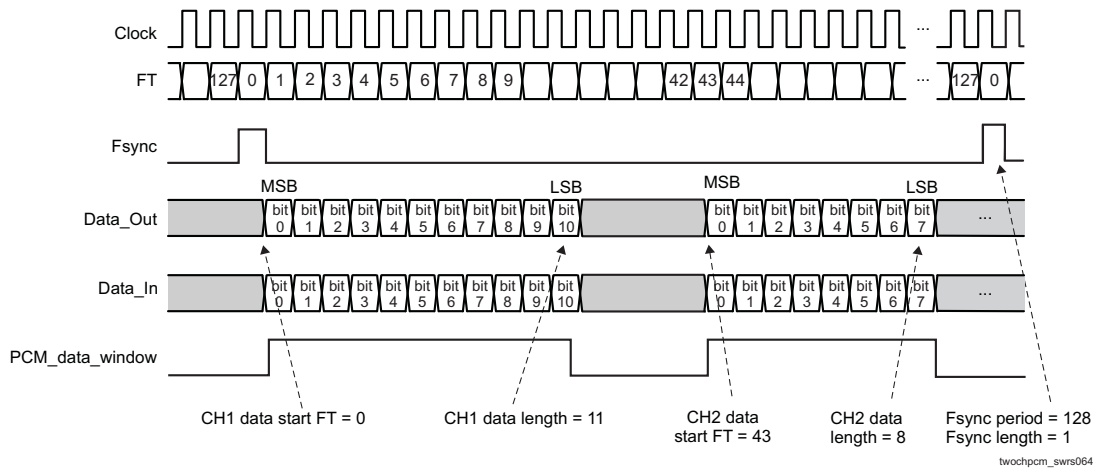 Clock ...
FT 127 0 1 2 3 4 5 6 7 8 9 42 43 44 ... 127 0
Fsync
MSB LSB MSB LSB
Data_Out bit 0 bit 1 bit 2 bit 3 bit 4 bit 5 bit 6 bit 7 bit 8 bit 9 bit 10 bit 0 bit 1 bit 2 bit 3 bit 4 bit 5 bit 6 bit 7 ...
Data_In bit 0 bit 1 bit 2 bit 3 bit 4 bit 5 bit 6 bit 7 bit 8 bit 9 bit 10 bit 0 bit 1 bit 2 bit 3 bit 4 bit 5 bit 6 bit 7 ...
PCM_data_window
CH1 data start FT = 0
CH1 data length = 11
CH2 data
start FT = 43
CH2 data
length = 8
Fsync period = 128
Fsync length = 1
twochpcm_swrs064